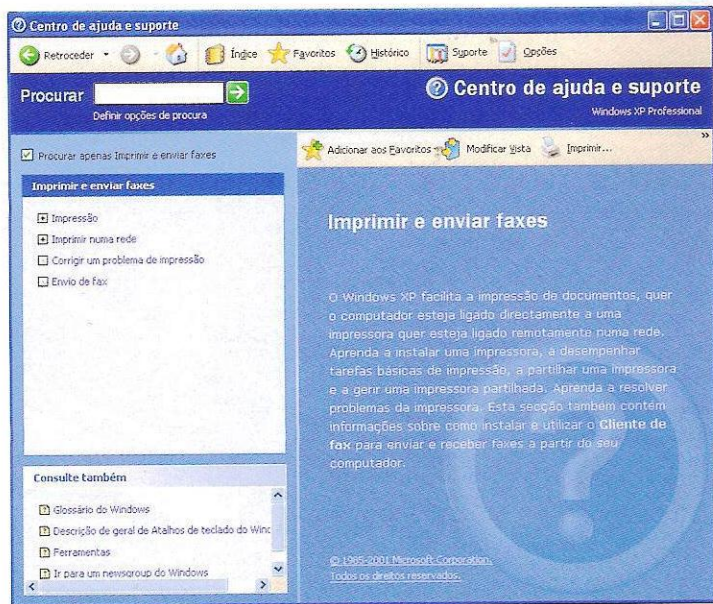 Centro de ajuda e suporte
Retroceder Índice Favoritos Histórico Suporte Opções
Procurar
Definir opções de procura
Centro de ajuda e suporte
Windows XP Professional
Procurar apenas Imprimir e enviar faxes
Imprimir e enviar faxes
Impressão
Imprimir numa rede
Corrigir um problema de impressão
Envio de fax
Consulte também
Glossário do Windows
Descrição de geral de Atalhos de teclado do Winc
Ferramentas
Ir para um newsgroup do Windows
Adicionar aos Favoritos Modificar Vista Imprimir...
Imprimir e enviar faxes
O Windows XP facilita a impressão de documentos, quer
o computador esteja ligado directamente a uma
impressora quer esteja ligado remotamente numa rede.
Aprenda a instalar uma impressora, a desempenhar
tarefas básicas de impressão, a partilhar uma impressora
e a gerir uma impressora partilhada. Aprenda a resolver
problemas da impressora. Esta secção também contém
informações sobre como instalar e utilizar o Cliente de
fax para enviar e receber faxes a partir do seu
computador.
© 1985-2001 Microsoft Corporation.
Todos os direitos reservados.